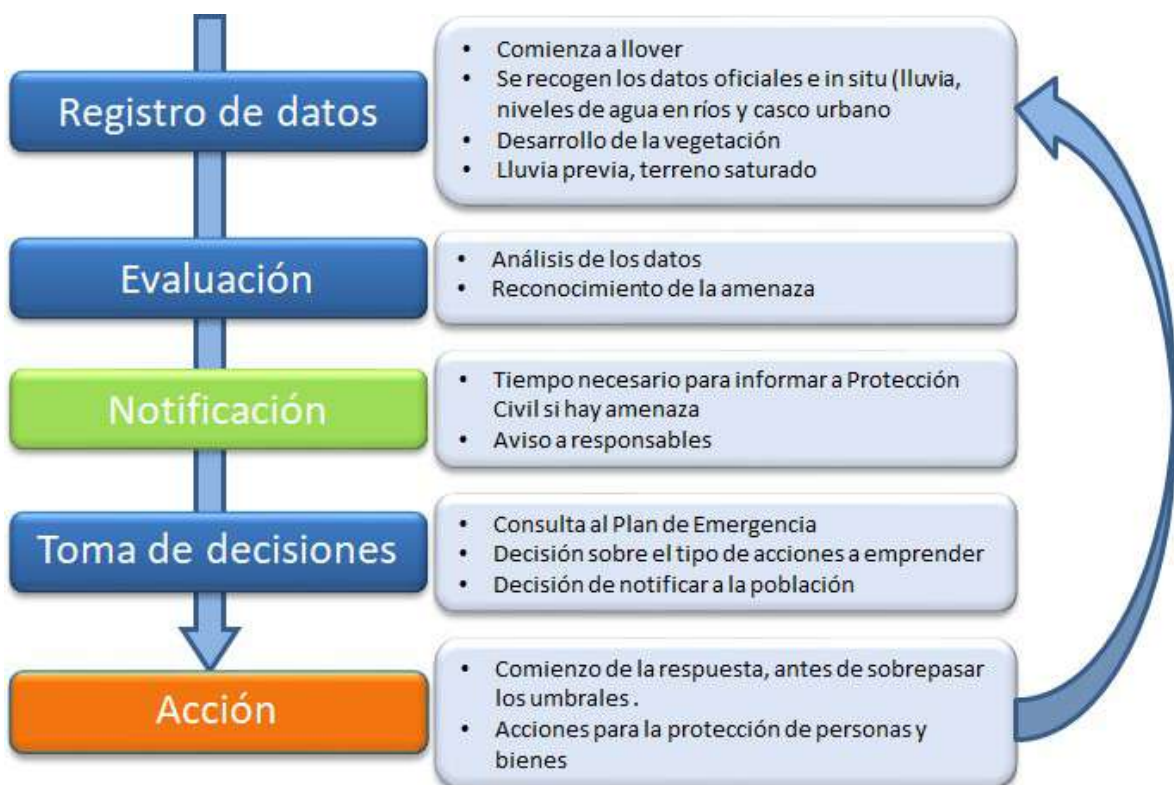 Registro de datos
• Comienza a llover
• Se recogen los datos oficiales e in situ (lluvia,
niveles de agua en ríos y casco urbano
• Desarrollo de la vegetación
• Lluvia previa, terreno saturado
Evaluación
• Análisis de los datos
• Reconocimiento de la amenaza
Notificación
• Tiempo necesario para informar a Protección
Civil si hay amenaza
• Aviso a responsables
Toma de decisiones
• Consulta al Plan de Emergencia
• Decisión sobre el tipo de acciones a emprender
• Decisión de notificar a la población
Acción
• Comienzo de la respuesta, antes de sobrepasar
los umbrales .
• Acciones para la protección de personas y
bienes